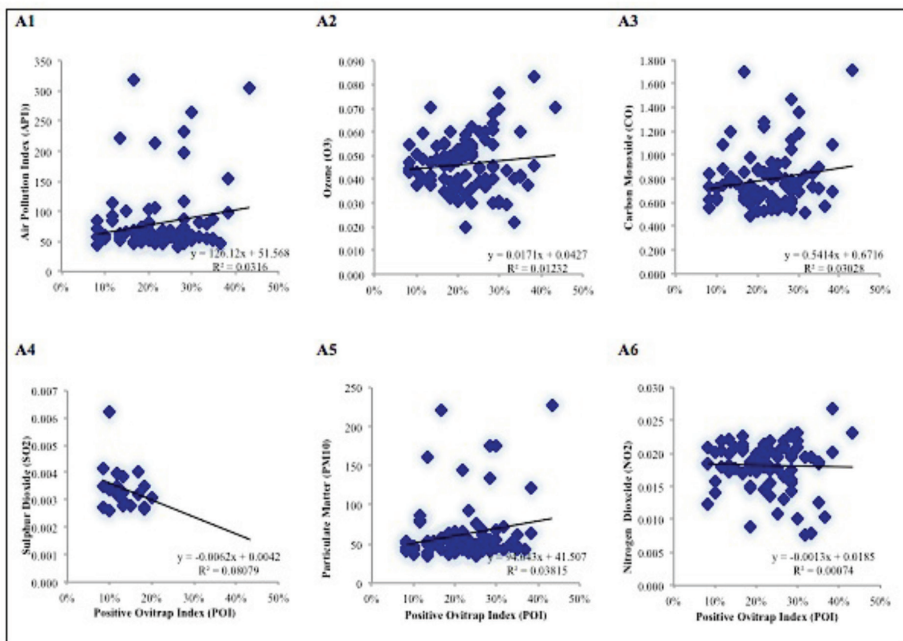 A1
A2
A3
Air Pollution Index (API))
350
300
250
200
150
100
50
0
y = 126.12x + 51.568
R² = 0.0316
0% 10% 20% 30% 40% 50%
Ozone (O3)
0.090
0.080
0.070
0.060
0.050
0.040
0.030
0.020
0.010
0.000
y = 0.0171x + 0.0427
R² = 0.01232
0% 10% 20% 30% 40% 50%
Carbon Monoxide (CO)
1.800
1.600
1.400
1.200
1.000
0.800
0.600
0.400
0.200
0.000
y = 0.5414x + 0.6716
R² = 0.03028
0% 10% 20% 30% 40% 50%
A4
A5
A6
Sulphur Dioxide (SO2)
0.007
0.006
0.005
0.004
0.003
0.002
0.001
0.000
y = -0.0062x + 0.0042
R² = 0.08079
0% 10% 20% 30% 40% 50%
Positive Ovitrap Index (POI)
Particulate Matter (PM10)
250
200
150
100
50
0
R² = 0.03815
0% 10% 20% 30% 40% 50%
Positive Ovitrap Index (POI)
Nitrogen Dioxcide (NO2)
0.030
0.025
0.020
0.015
0.010
0.005
0.000
y = -0.0013x + 0.0185
R² = 0.00074
0% 10% 20% 30% 40% 50%
Positive Ovitrap Index (POI)